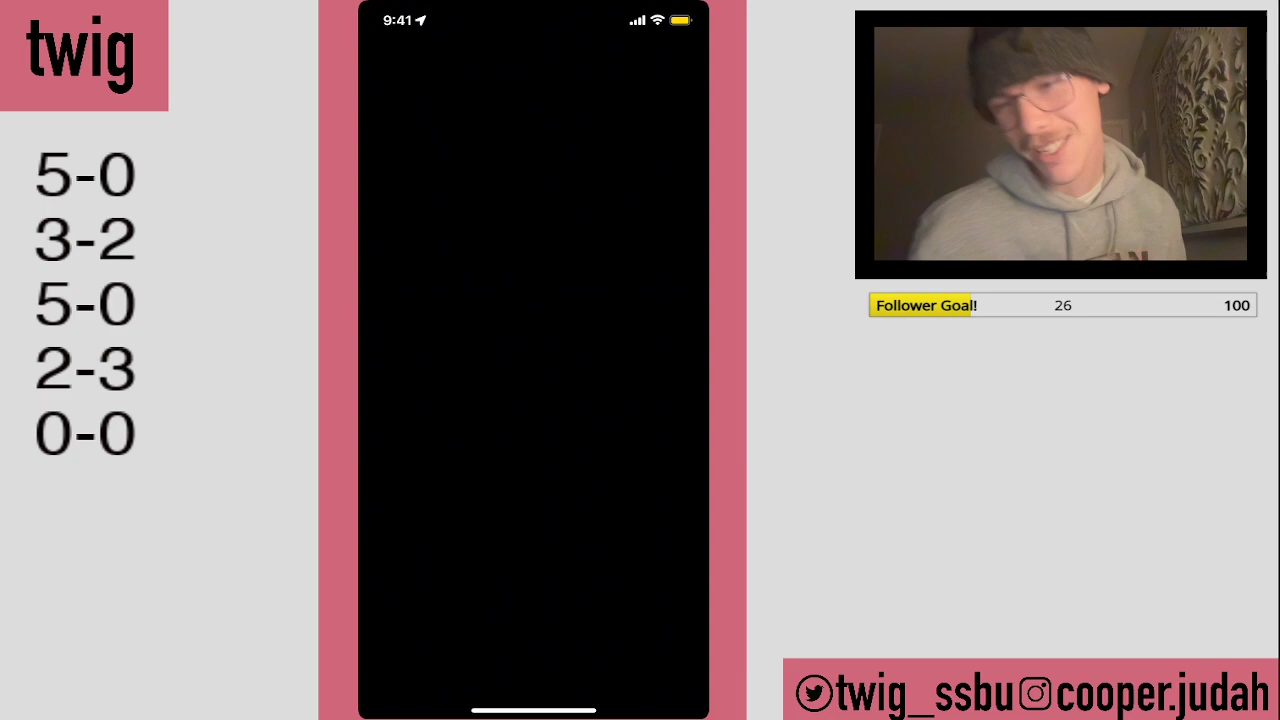 twig
5-0
3-2
5-0
2-3
0-0
9:41
Follower Goal! 26 100
twig_ssbu cooper.judah